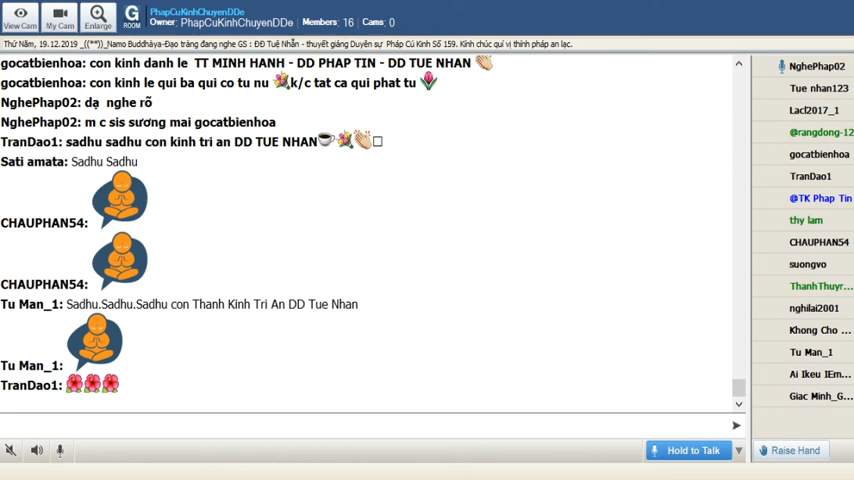 View Cam
My Cam
Enlarge
G
ROOM
PhapCuKinhChuyenDDe
Owner: PhapCuKinhChuyenDDe Members: 16 Cams: 0
Thứ Năm, 19.12.2019 _((**))_Namo Buddhàya-Đạo tràng đang nghe GS : ĐĐ Tuệ Nhẫn - thuyết giảng Duyên sự Pháp Cú Kinh Số 159. Kính chúc quí vị thính pháp an lạc.
gocatbienhoa: con kinh danh le TT MINH HANH - DD PHAP TIN - DD TUE NHAN
gocatbienhoa: con kinh le qui ba qui co tu nu k/c tat ca qui phat tu
NghePhap02: dạ nghe rõ
NghePhap02: m c sis sương mai gocatbienhoa
TranDao1: sadhu sadhu con kinh tri an DD TUE NHAN
Sati amata: Sadhu Sadhu
CHAUPHAN54:
CHAUPHAN54:
Tu Man_1: Sadhu.Sadhu.Sadhu con Thanh Kinh Tri An DD Tue Nhan
Tu Man_1:
TranDao1:
Hold to Talk
NghePhap02
Tue nhan123
Lacl2017_1
@rangdong-12
gocatbienhoa
TranDao1
@TK Phap Tin
thy lam
CHAUPHAN54
suongvo
ThanhThuyr...
nghilai2001
Khong Cho ...
Tu Man_1
Ai Ikeu IEm...
Giac Minh_G...
Raise Hand